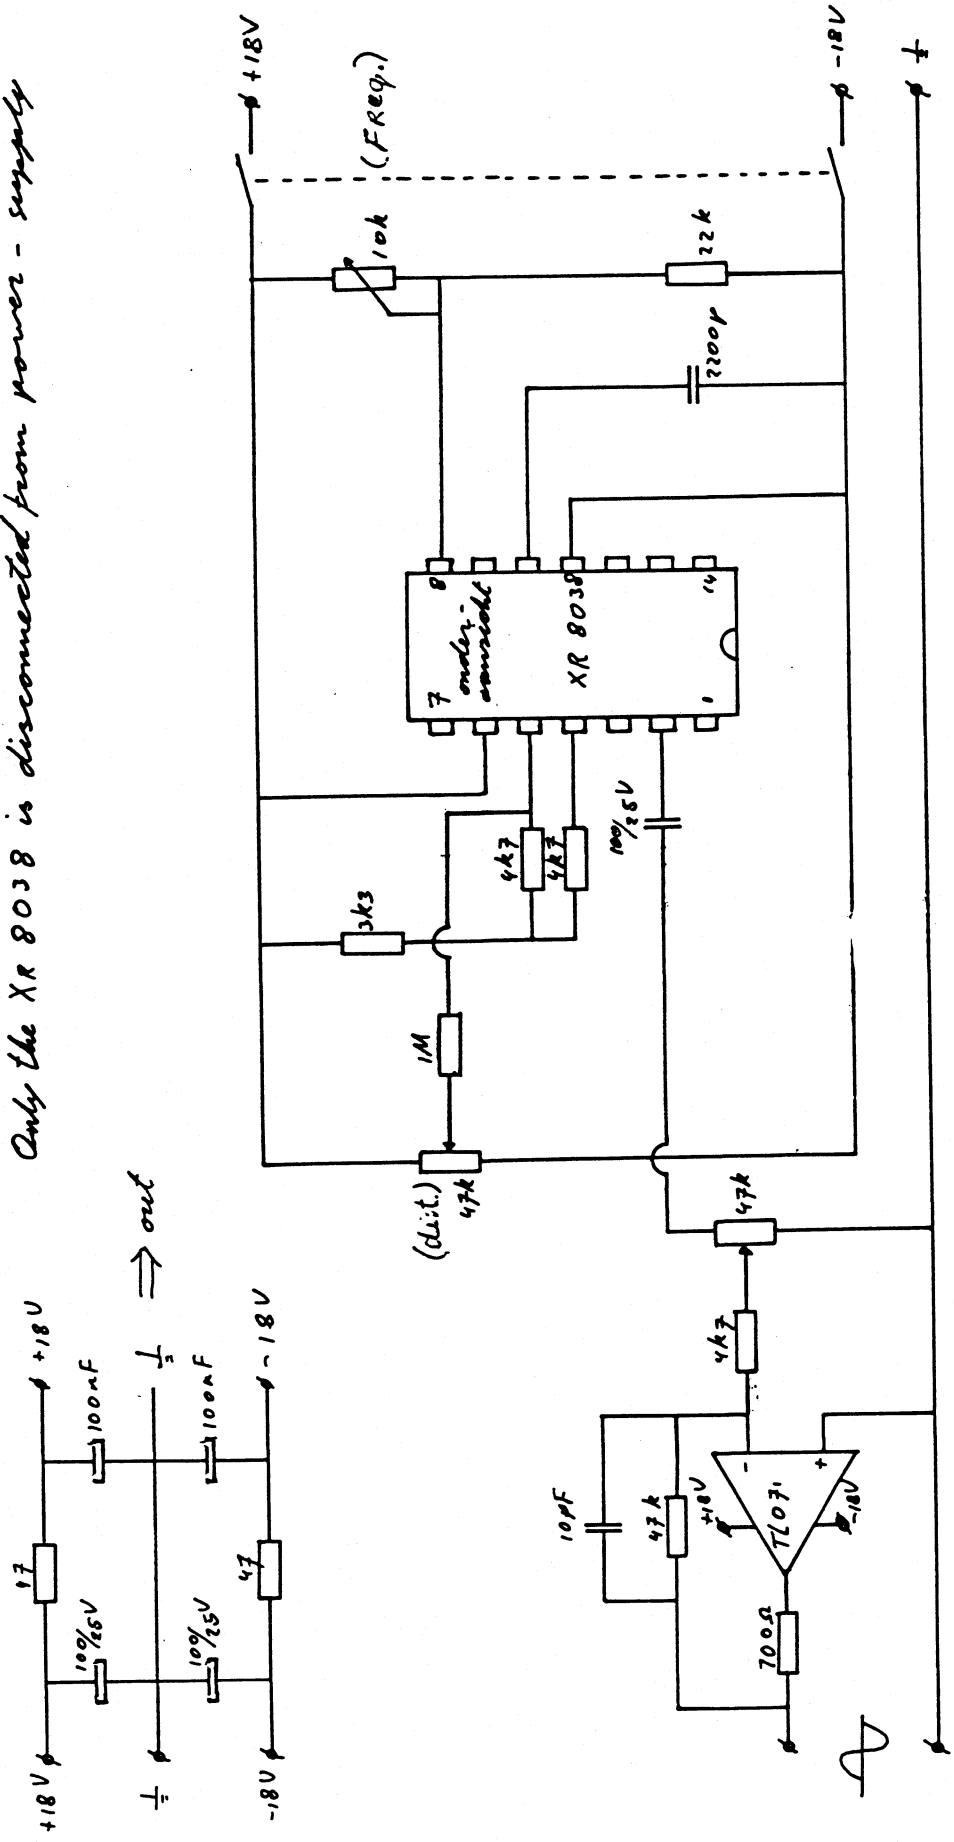 Only the XR 8038 is disconnected from power-supply
+18V
47
+18V
100/25V
100nF
⇒ out
100/25V
100nF
-18V
47
-18V
+18V
(Freq.)
10k
22k
2200p
-18V
3k3
1M
(dist.)
47k
4k7
4k7
7
8
onder-
aanzicht
XR 8038
1
14
100/25V
47k
4k7
10pF
47k
+18V
-
+
TL071
-18V
700Ω